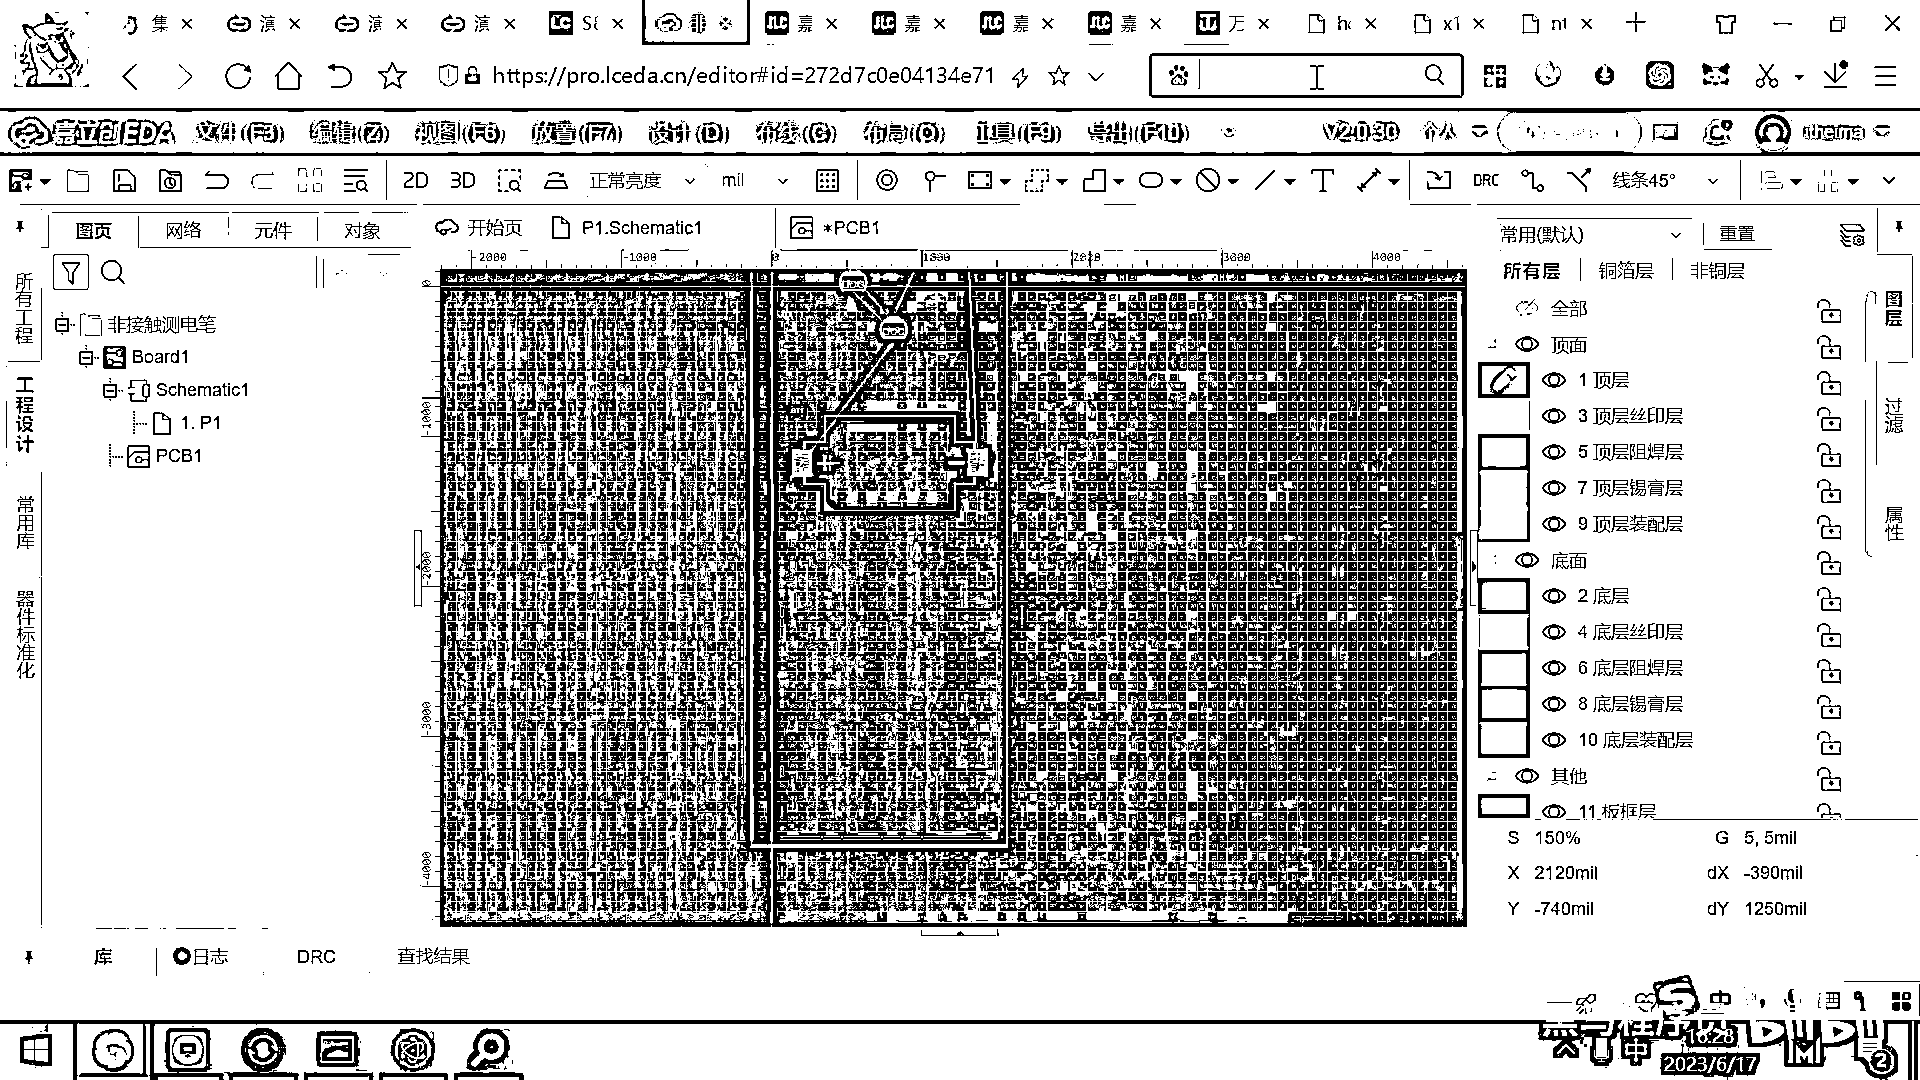 集
演
演
演
嘉
嘉
嘉
嘉
万
https://pro.lceda.cn/editor#id=272d7c0e04134e71
嘉立创EDA 文件(F3) 编辑(Z) 视图(F6) 放置(F7) 设计(D) 布线(G) 布局(O) 工具(F9) 导出(F10) V2.0.30 个人
2D 3D 正常亮度 mil T DRC 线条45°
图页 网络 元件 对象
开始页 P1.Schematic1 *PCB1
常用(默认) 重置
所有层 铜箔层 非铜层
所有工程
工程设计
常用库
器件标准化
非接触测电笔
Board1
Schematic1
1. P1
PCB1
-2000 -1000 0 1000 2000 3000 4000
0
-1000
-2000
-3000
-4000
全部
顶面
1 顶层
3 顶层丝印层
5 顶层阻焊层
7 顶层锡膏层
9 顶层装配层
底面
2 底层
4 底层丝印层
6 底层阻焊层
8 底层锡膏层
10 底层装配层
其他
11 板框层
图层
过滤
属性
S 150% G 5, 5mil
X 2120mil dX -390mil
Y -740mil dY 1250mil
库 日志 DRC 查找结果
中
中
16:28
2023/6/17
2